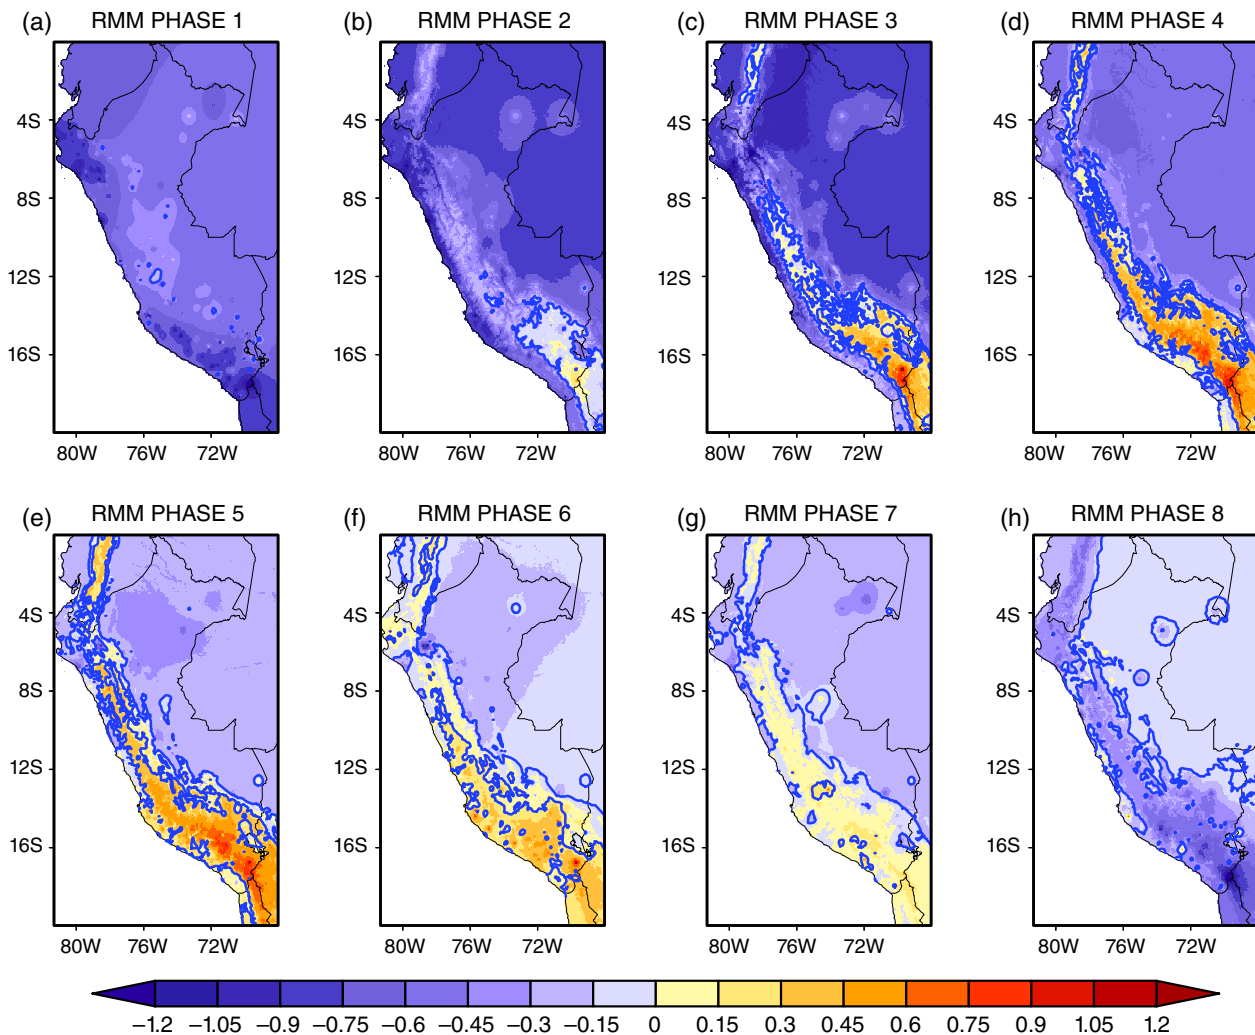 (a) RMM PHASE 1
(b) RMM PHASE 2
(c) RMM PHASE 3
(d) RMM PHASE 4
4S 4S 4S 4S
8S 8S 8S 8S
12S 12S 12S 12S
16S 16S 16S 16S
80W 76W 72W 80W 76W 72W 80W 76W 72W 80W 76W 72W
(e) RMM PHASE 5
(f) RMM PHASE 6
(g) RMM PHASE 7
(h) RMM PHASE 8
4S 4S 4S 4S
8S 8S 8S 8S
12S 12S 12S 12S
16S 16S 16S 16S
80W 76W 72W 80W 76W 72W 80W 76W 72W 80W 76W 72W
−1.2 −1.05 −0.9 −0.75 −0.6 −0.45 −0.3 −0.15 0 0.15 0.3 0.45 0.6 0.75 0.9 1.05 12